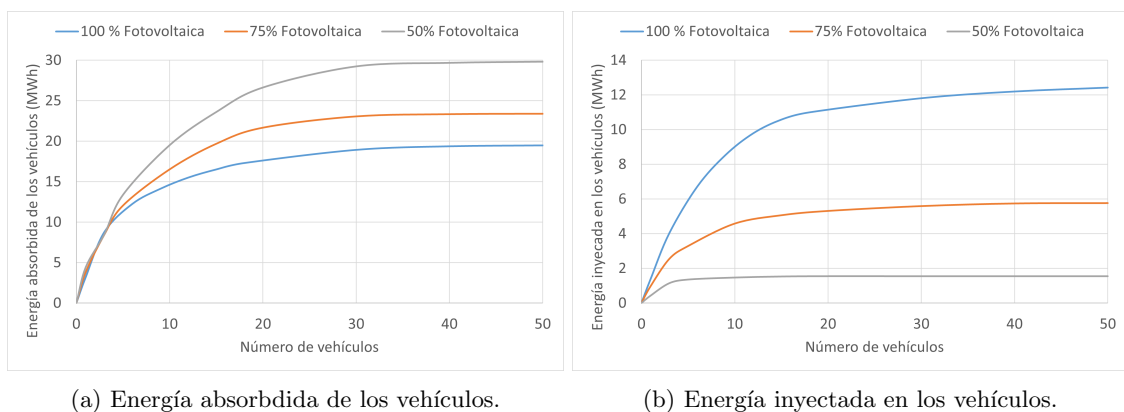 100 % Fotovoltaica 75% Fotovoltaica 50% Fotovoltaica
Energía absorbida de los vehículos (MWh)
30
25
20
15
10
5
0
0 10 20 30 40 50
Número de vehículos
(a) Energía absorbdida de los vehículos.
100 % Fotovoltaica 75% Fotovoltaica 50% Fotovoltaica
Energía inyecada en los vehículos (MWh)
14
12
10
8
6
4
2
0
0 10 20 30 40 50
Número de vehículos
(b) Energía inyectada en los vehículos.